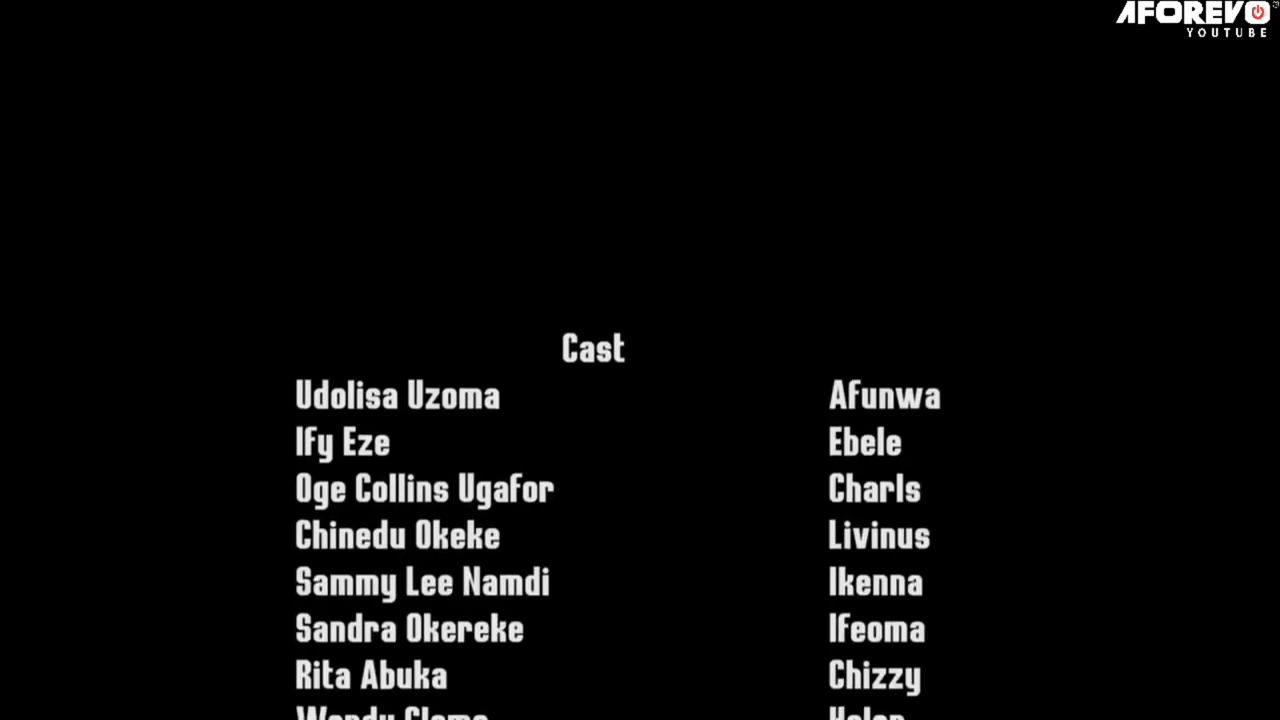 AFOREVO
YOUTUBE
Cast
Udolisa Uzoma Afunwa
Ify Eze Ebele
Oge Collins Ugafor Charls
Chinedu Okeke Livinus
Sammy Lee Namdi Ikenna
Sandra Okereke Ifeoma
Rita Abuka Chizzy